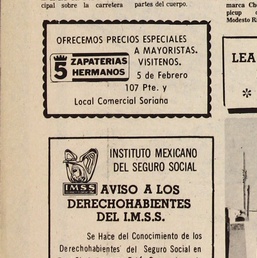 cipal sobre la carretera
partes del cuerpo.
marca Ch
picup
Modesto R
OFRECEMOS PRECIOS ESPECIALES
A MAYORISTAS.
VISITENOS.
5 ZAPATERIAS
HERMANOS
5 de Febrero
107 Pte. y
Local Comercial Soriana
LEA
*
INSTITUTO MEXICANO
DEL SEGURO SOCIAL
IMSS
AVISO A LOS
DERECHOHABIENTES
DEL I.M.S.S.
Se Hace del Conocimiento de los
Derechohabientes del Seguro Social en